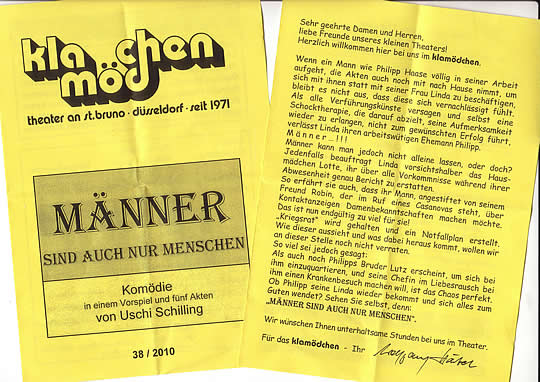 klamödchen
theater an st.bruno · düsseldorf · seit 1971
MÄNNER
SIND AUCH NUR MENSCHEN
Komödie
in einem Vorspiel und fünf Akten
von Uschi Schilling
38 / 2010
Sehr geehrte Damen und Herren,
liebe Freunde unseres kleinen Theaters!
Herzlich willkommen hier bei uns im klamödchen.
Wenn ein Mann wie Philipp Haase völlig in seiner Arbeit
aufgeht, die Akten auch noch mit nach Hause nimmt, um
sich mit ihnen statt mit seiner Frau Linda zu beschäftigen,
bleibt es nicht aus, dass diese sich vernachlässigt fühlt.
Als alle Verführungskünste versagen und selbst eine
Schocktherapie, die darauf abzielt, seine Aufmerksamkeit
wieder zu erlangen, nicht zum gewünschten Erfolg führt,
verlässt Linda ihren arbeitswütigen Ehemann Philipp.
Männer...!!!
Männer kann man jedoch nicht alleine lassen, oder doch?
Jedenfalls beauftragt Linda vorsichtshalber das Haus-
mädchen Lotte, ihr über alle Vorkommnisse während ihrer
Abwesenheit genau Bericht zu erstatten.
So erfährt sie auch, dass ihr Mann, angestiftet von seinem
Freund Robin, der im Ruf eines Casanovas steht, über
Kontaktanzeigen Damenbekanntschaften machen möchte.
Das ist nun endgültig zu viel für sie!
„Kriegsrat“ wird gehalten und ein Notfallplan erstellt.
Wie dieser aussieht und was dabei heraus kommt, wollen wir
an dieser Stelle noch nicht verraten.
So viel sei jedoch gesagt:
Als auch noch Philipps Bruder Lutz erscheint, um sich bei
ihm einzuquartieren, und seine Chefin im Liebesrausch bei
ihm einen Krankenbesuch machen will, ist das Chaos perfekt.
Ob Philipp seine Linda wieder bekommt und sich alles zum
Guten wendet? Sehen Sie selbst, denn:
„MÄNNER SIND AUCH NUR MENSCHEN“.
Wir wünschen Ihnen unterhaltsame Stunden bei uns im Theater.
Für das klamödchen - Ihr